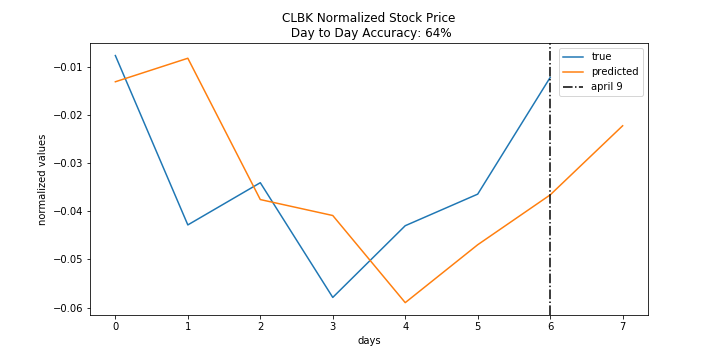 CLBK Normalized Stock Price
Day to Day Accuracy: 64%
true
predicted
april 9
normalized values
−0.01
−0.02
−0.03
−0.04
−0.05
−0.06
0 1 2 3 4 5 6 7
days